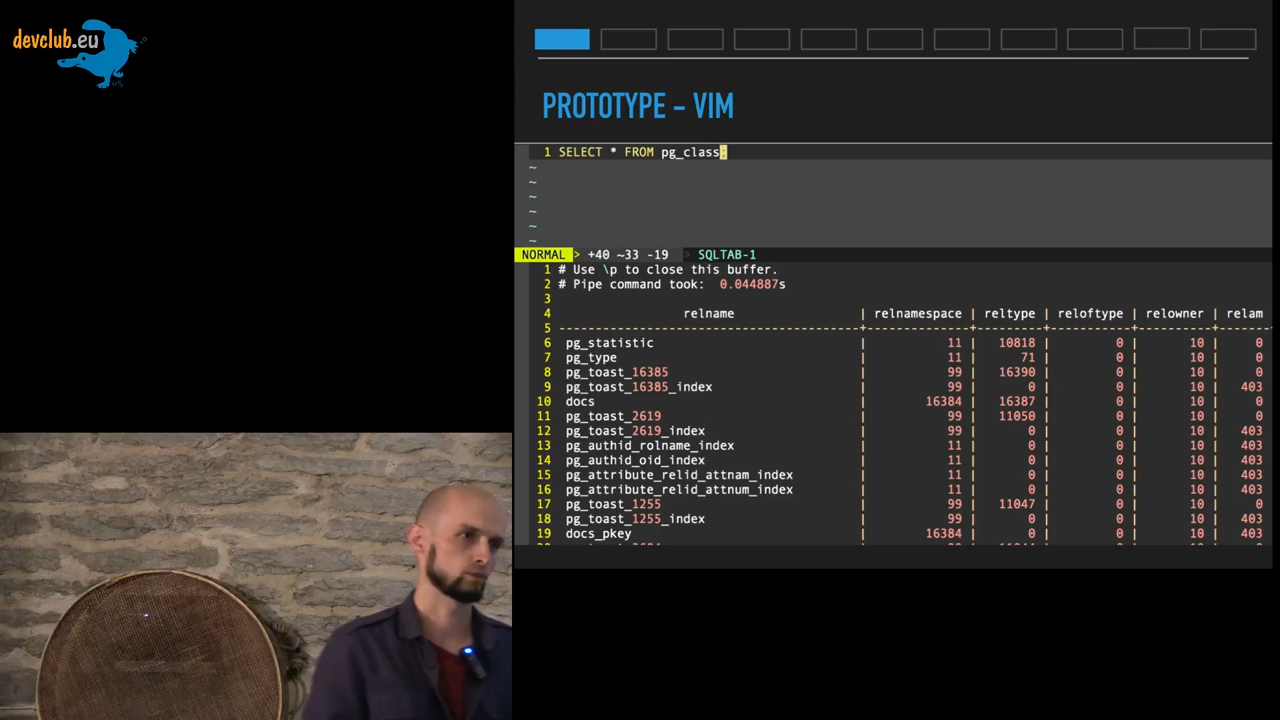 devclub.eu
PROTOTYPE - VIM
1 SELECT * FROM pg_class;
~
~
~
~
~
~
NORMAL > +40 ~33 -19 > SQLTAB-1
1 # Use \p to close this buffer.
2 # Pipe command took: 0.044887s
3
4 relname | relnamespace | reltype | reloftype | relowner | relam
5 -----------------------------------------+--------------+---------+-----------+----------+-------
6 pg_statistic | 11 | 10818 | 0 | 10 | 0
7 pg_type | 11 | 71 | 0 | 10 | 0
8 pg_toast_16385 | 99 | 16390 | 0 | 10 | 0
9 pg_toast_16385_index | 99 | 0 | 0 | 10 | 403
10 docs | 16384 | 16387 | 0 | 10 | 0
11 pg_toast_2619 | 99 | 11050 | 0 | 10 | 0
12 pg_toast_2619_index | 99 | 0 | 0 | 10 | 403
13 pg_authid_rolname_index | 11 | 0 | 0 | 10 | 403
14 pg_authid_oid_index | 11 | 0 | 0 | 10 | 403
15 pg_attribute_relid_attnam_index | 11 | 0 | 0 | 10 | 403
16 pg_attribute_relid_attnum_index | 11 | 0 | 0 | 10 | 403
17 pg_toast_1255 | 99 | 11047 | 0 | 10 | 0
18 pg_toast_1255_index | 99 | 0 | 0 | 10 | 403
19 docs_pkey | 16384 | 0 | 0 | 10 | 403